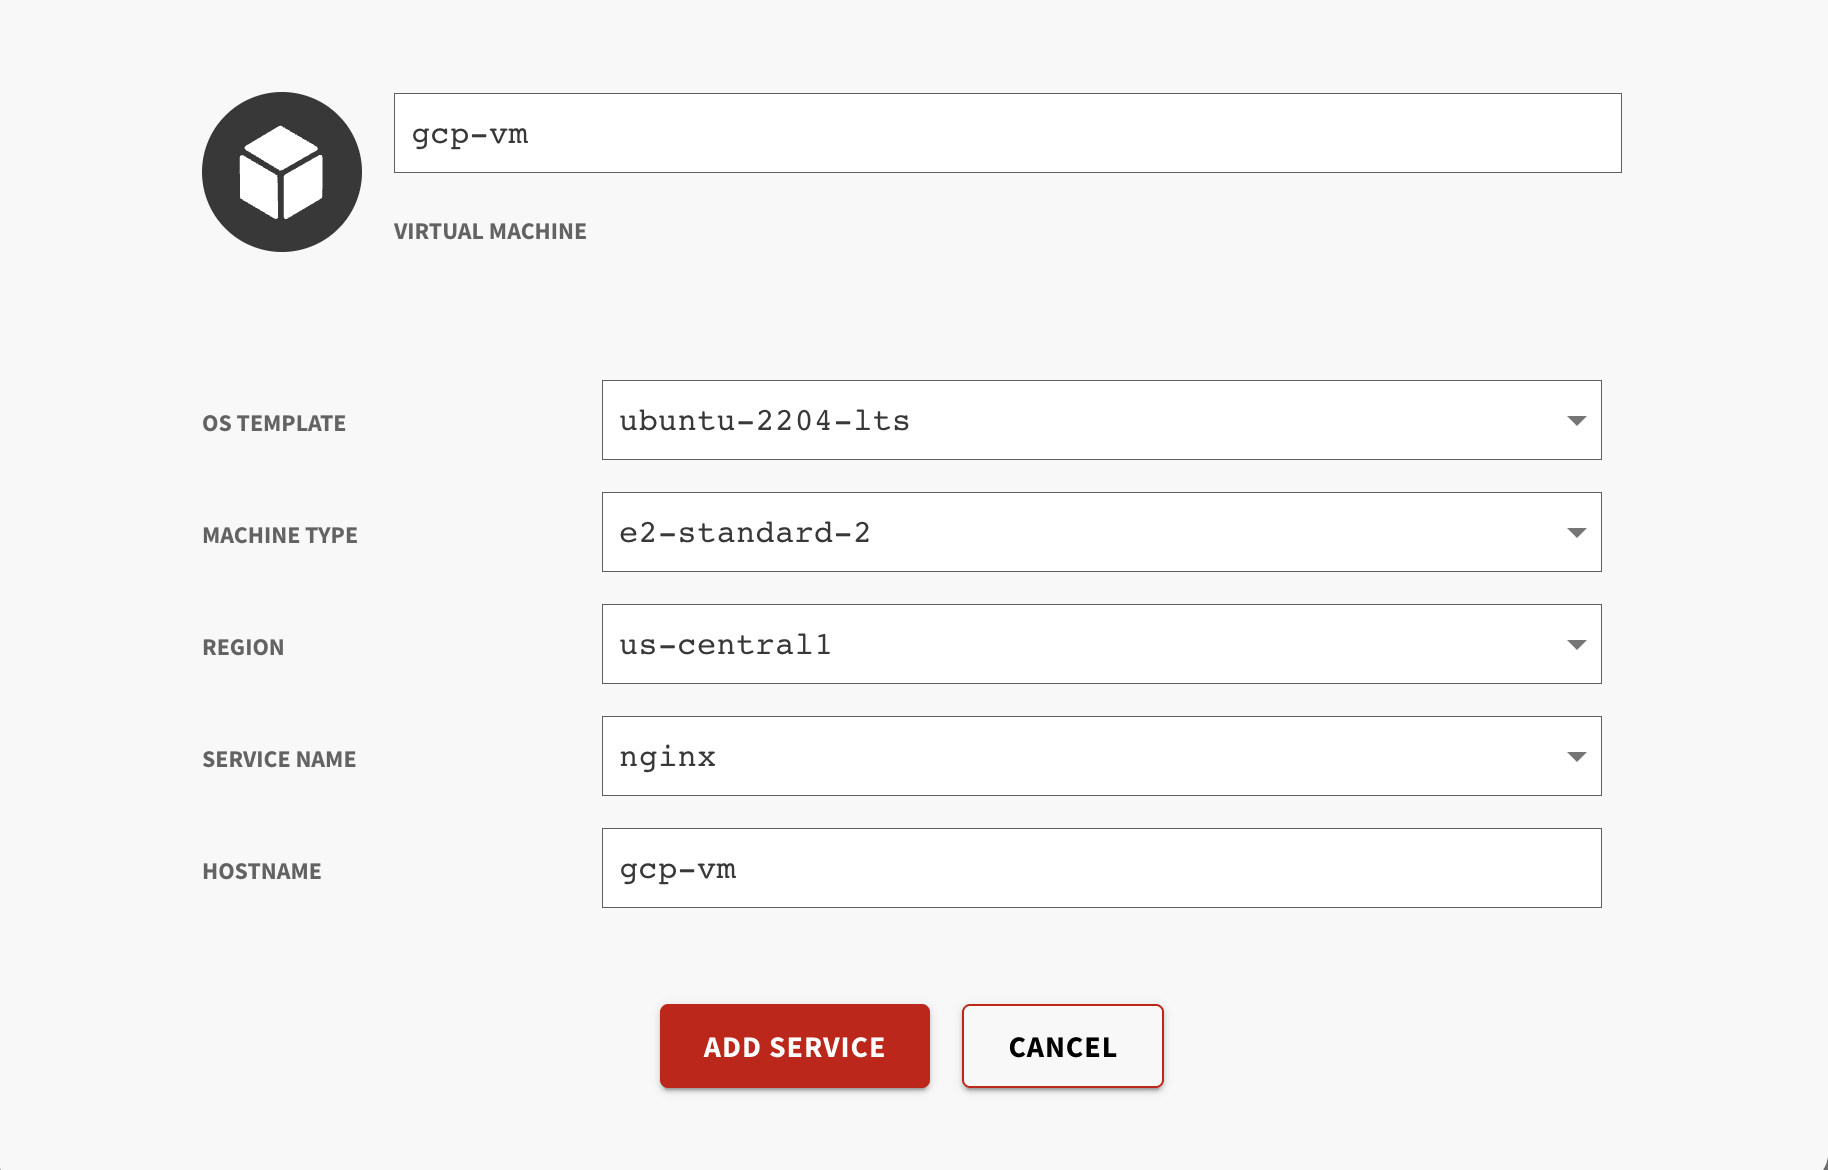 gcp-vm
VIRTUAL MACHINE
OS TEMPLATE
ubuntu-2204-lts
MACHINE TYPE
e2-standard-2
REGION
us-central1
SERVICE NAME
nginx
HOSTNAME
gcp-vm
ADD SERVICE
CANCEL